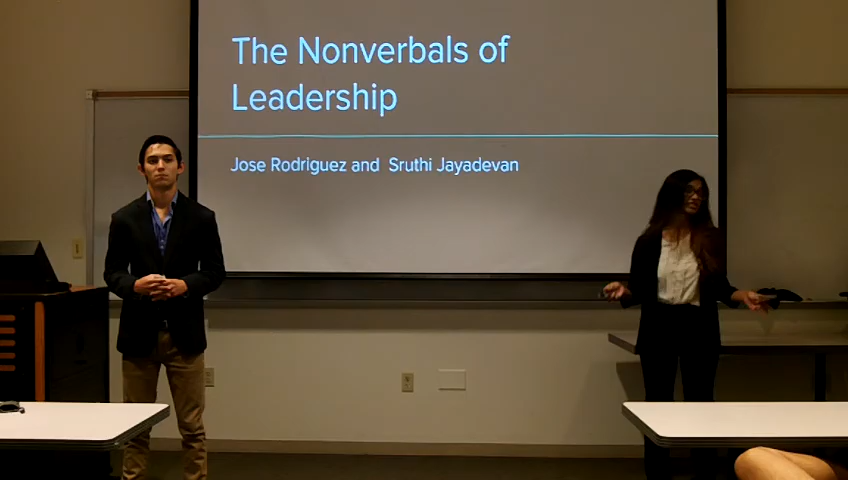 The Nonverbals of
Leadership
Jose Rodriguez and Sruthi Jayadevan